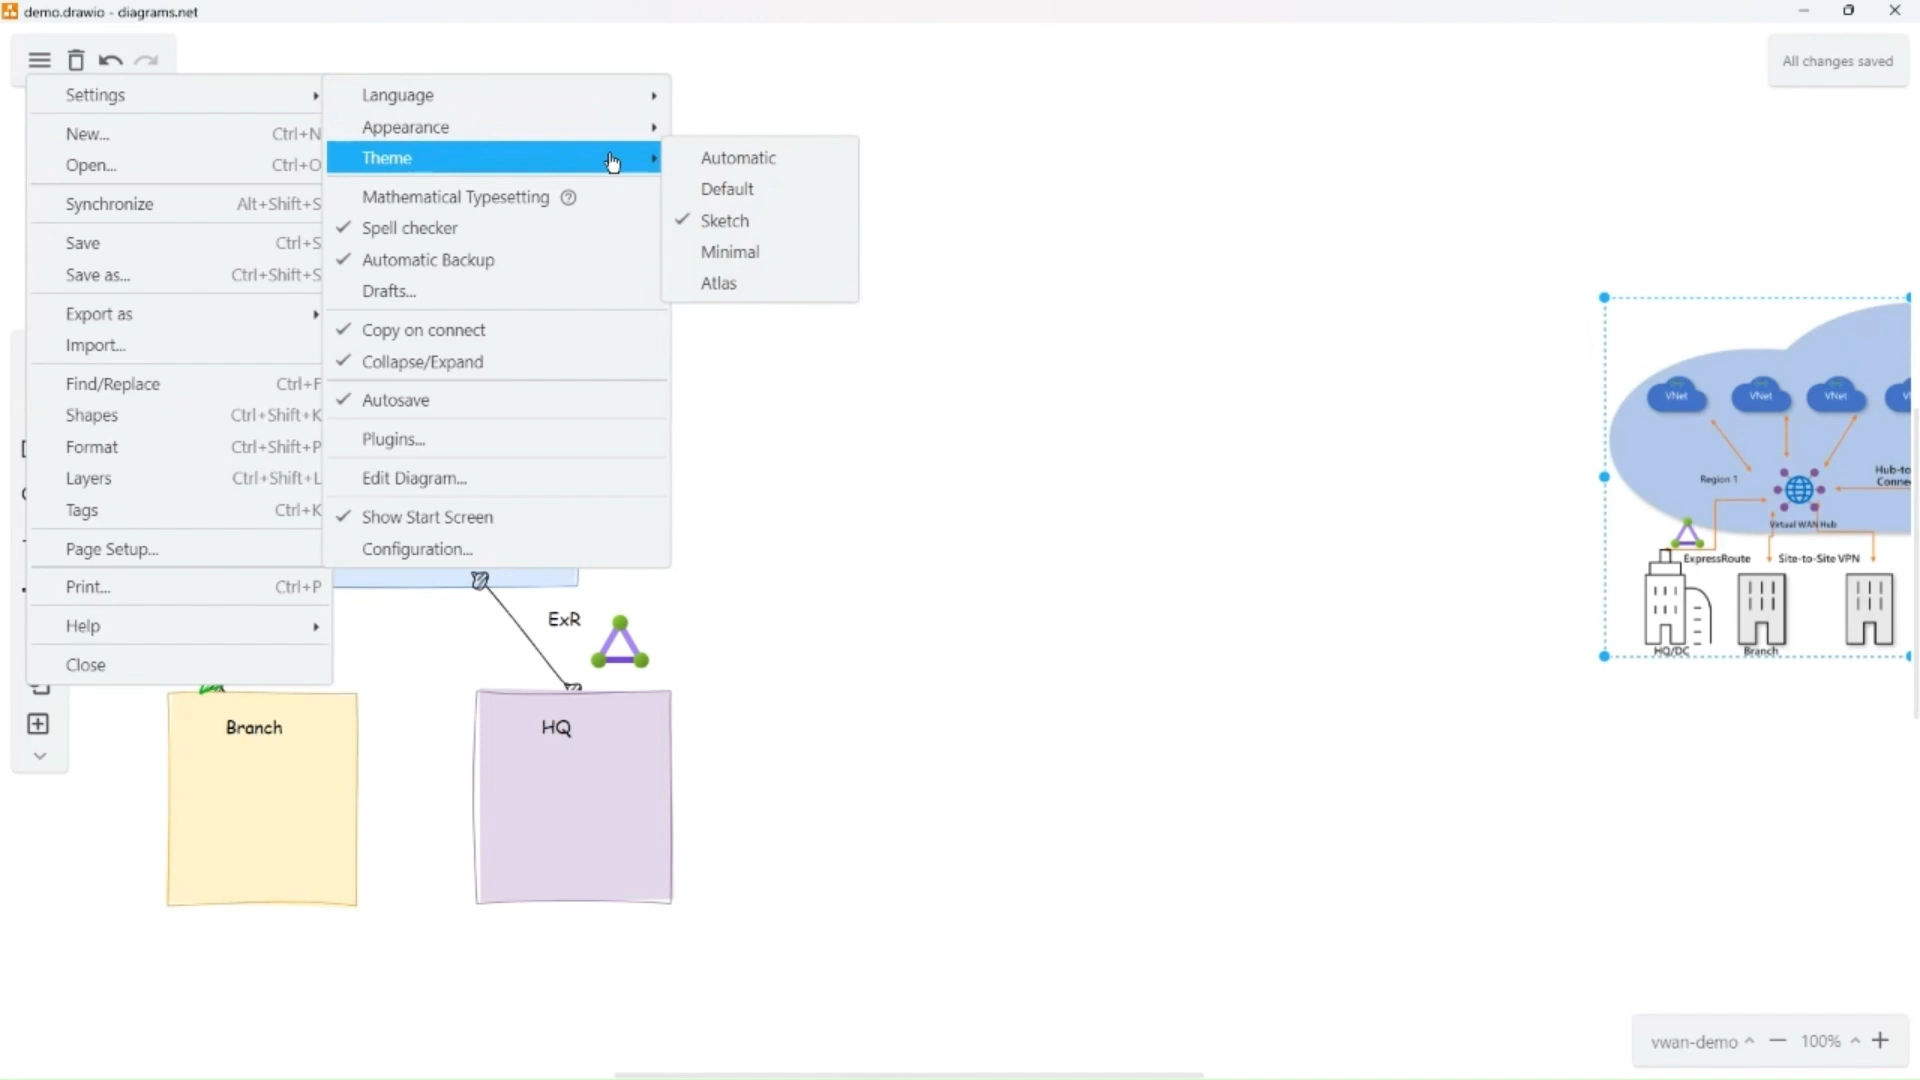 demo.drawio - diagrams.net
All changes saved
Settings
New... Ctrl+N
Open... Ctrl+O
Synchronize Alt+Shift+S
Save Ctrl+S
Save as... Ctrl+Shift+S
Export as
Import...
Find/Replace Ctrl+F
Shapes Ctrl+Shift+K
Format Ctrl+Shift+P
Layers Ctrl+Shift+L
Tags Ctrl+K
Page Setup...
Print... Ctrl+P
Help
Close
Language
Appearance
Theme
Mathematical Typesetting
Spell checker
Automatic Backup
Drafts...
Copy on connect
Collapse/Expand
Autosave
Plugins...
Edit Diagram...
Show Start Screen
Configuration...
Automatic
Default
Sketch
Minimal
Atlas
ExR
Branch
HQ
VNet VNet VNet
Region 1
Virtual WAN Hub
ExpressRoute Site-to-Site VPN
HQ/DC Branch
vwan-demo 100%